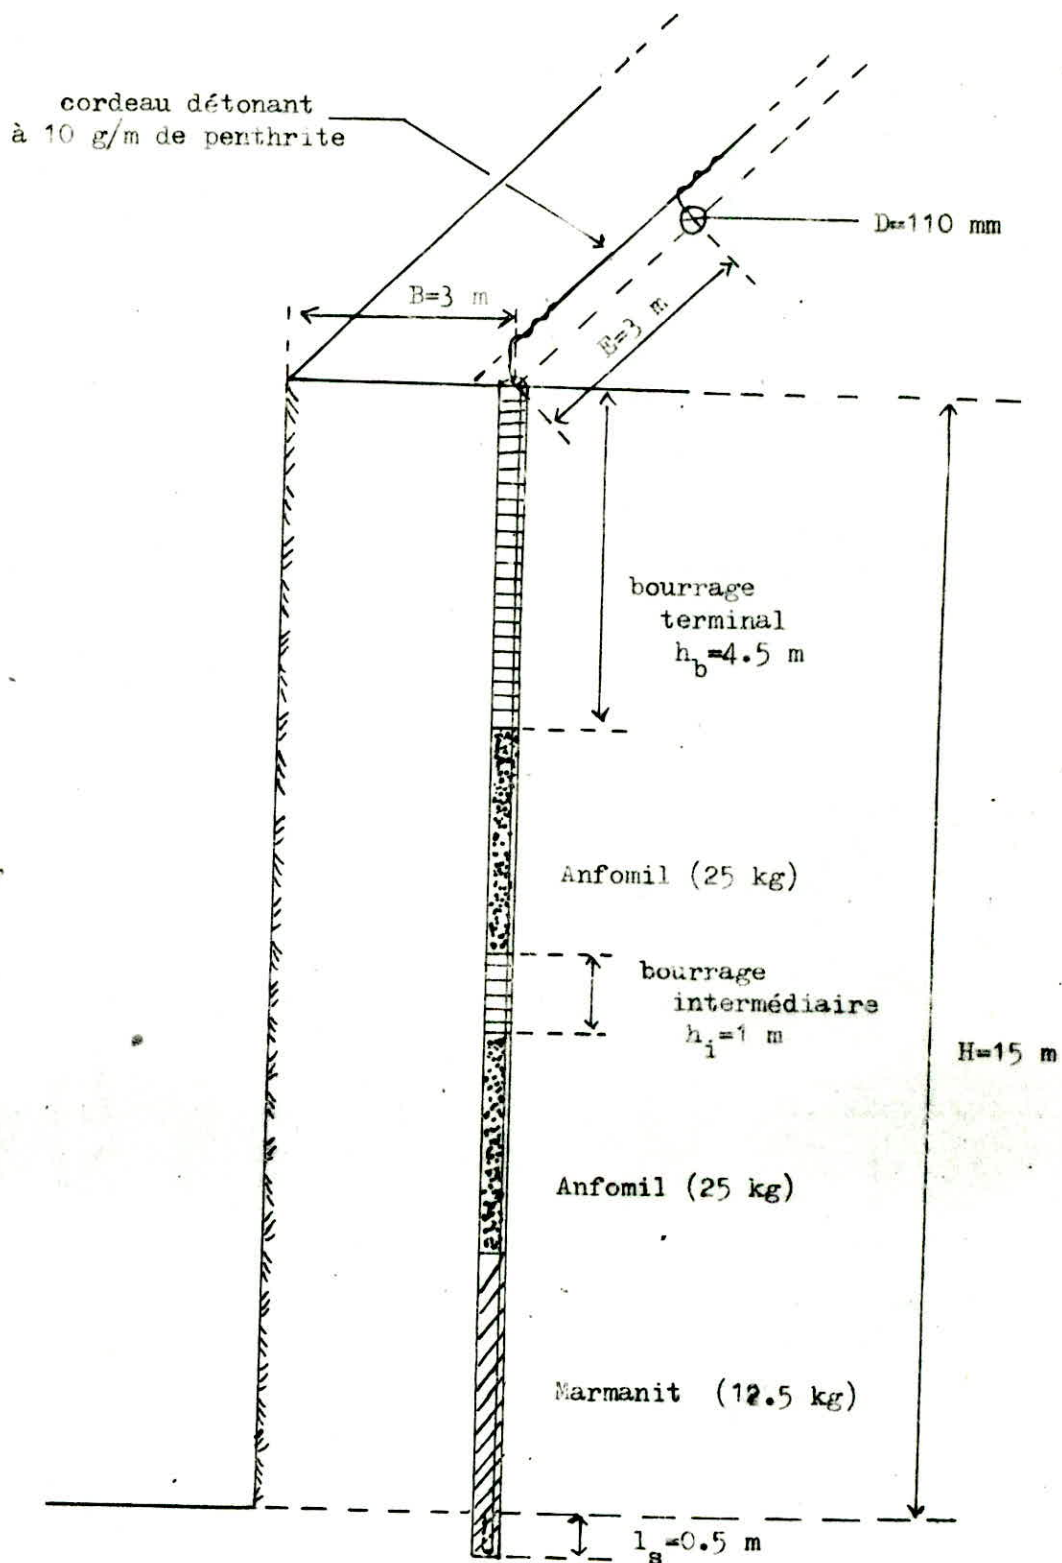 cordeau détonant
à 10 g/m de penthrite
D=110 mm
B=3 m
E=3 m
bourrage
terminal
h_b=4.5 m
Anfomil (25 kg)
bourrage
intermédiaire
h_i=1 m
H=15 m
Anfomil (25 kg)
Marmanit (12.5 kg)
l_s=0.5 m